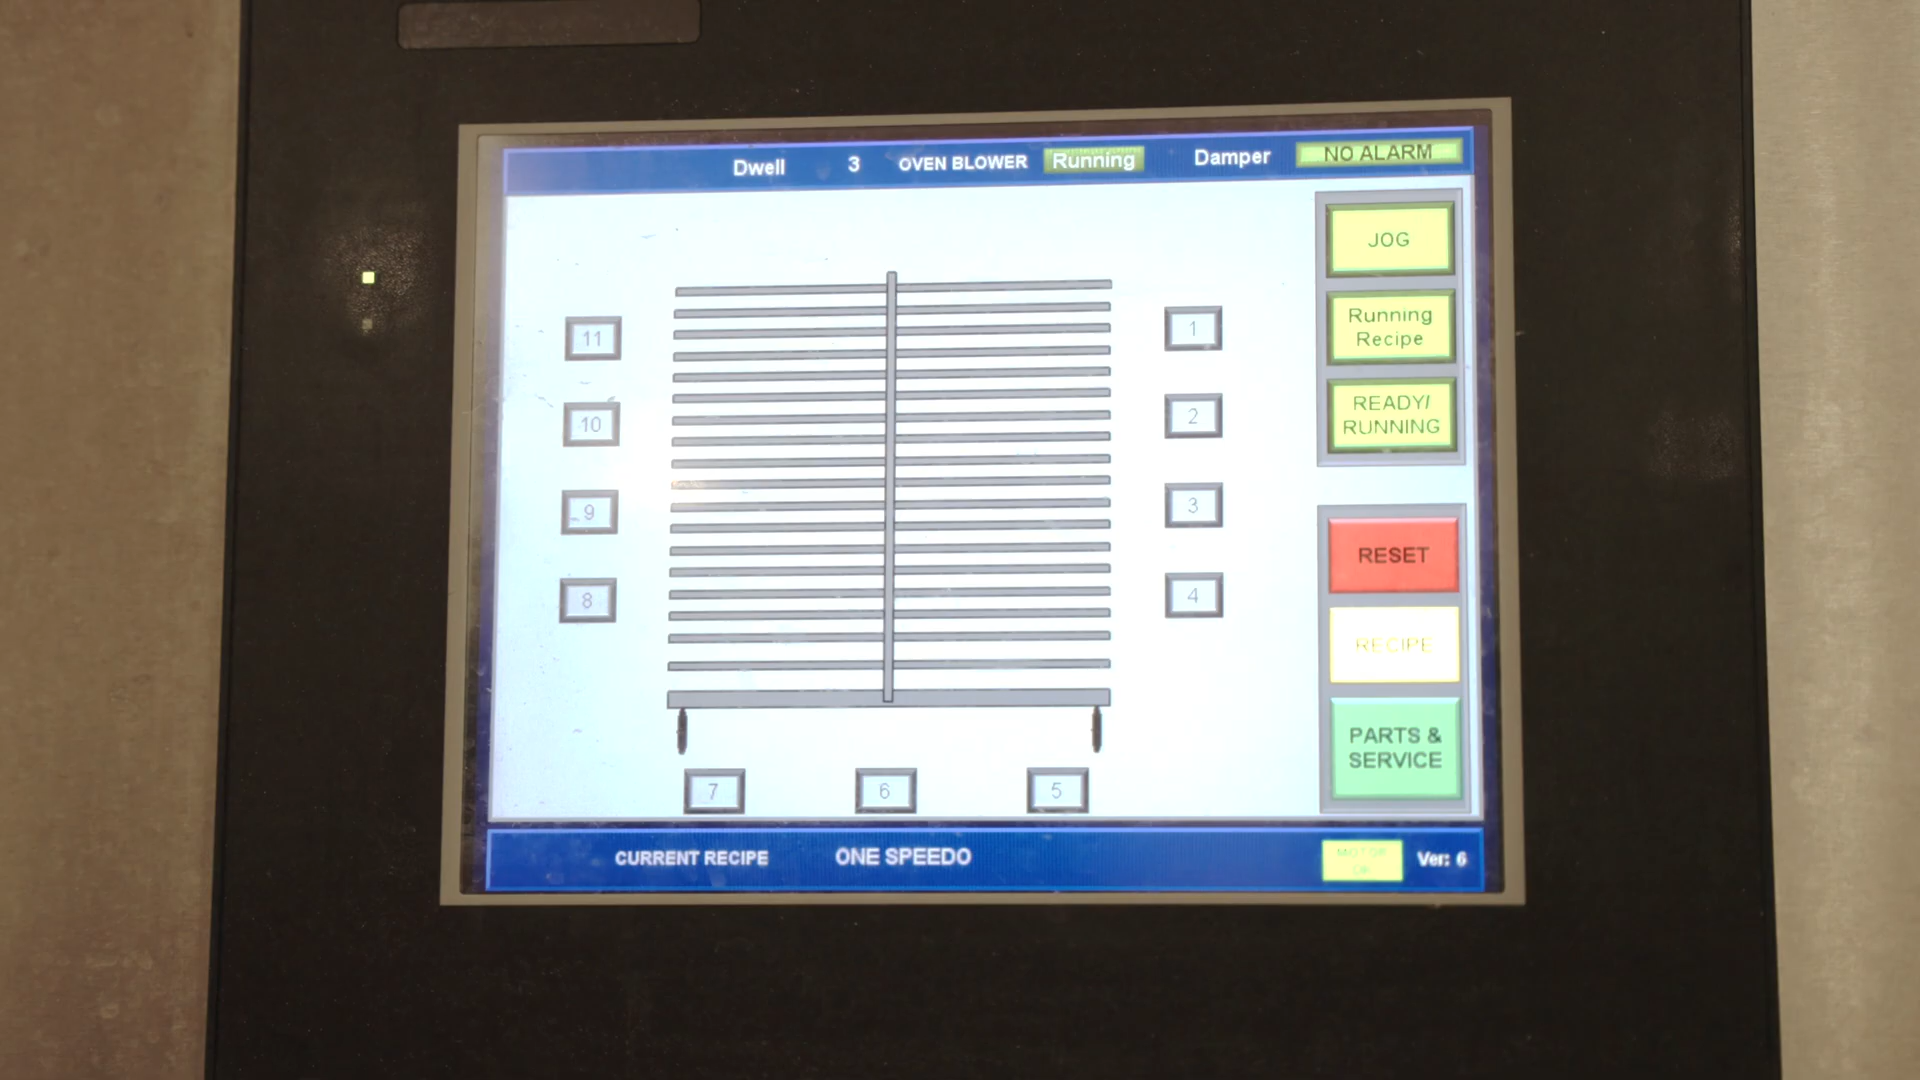 Dwell 3 OVEN BLOWER Running Damper NO ALARM
JOG
Running
Recipe
READY/
RUNNING
11
1
10
2
9
3
8
4
7 6 5
RESET
RECIPE
PARTS &
SERVICE
CURRENT RECIPE ONE SPEEDO
MOTOR
Ver: 6